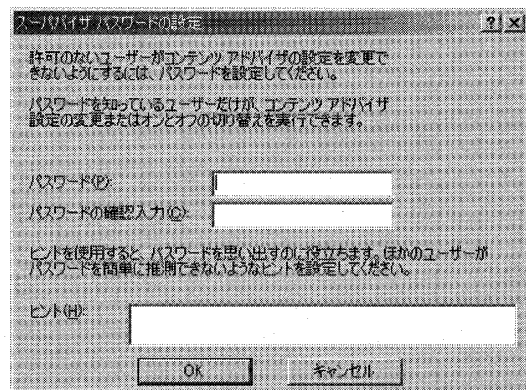 スーパバイザ パスワードの設定
許可のないユーザーがコンテンツ アドバイザの設定を変更で
きないようにするには、パスワードを設定してください。
パスワードを知っているユーザーだけが、コンテンツ アドバイザ
設定の変更またはオンとオフの切り替えを実行できます。
パスワード(P):
パスワードの確認入力(C):
ヒントを使用すると、パスワードを思い出すのに役立ちます。ほかのユーザーが
パスワードを簡単に推測できないようなヒントを設定してください。
ヒント(H):
OK
キャンセル